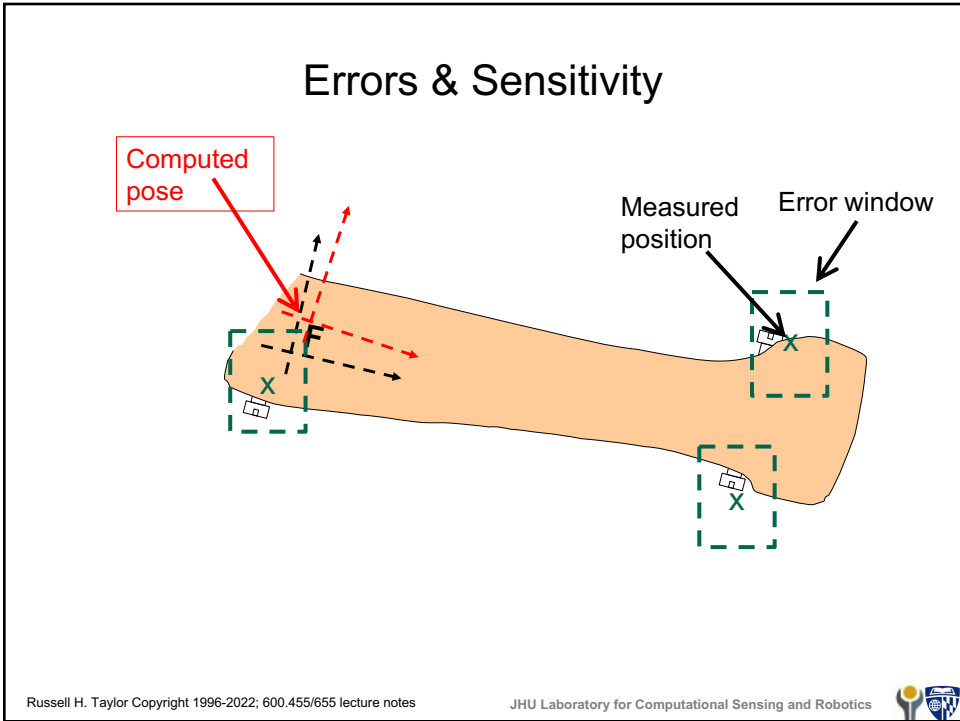 Errors & Sensitivity
Computed
pose
Measured
position
Error window
F
x
x
x
Russell H. Taylor Copyright 1996-2022; 600.455/655 lecture notes
JHU Laboratory for Computational Sensing and Robotics